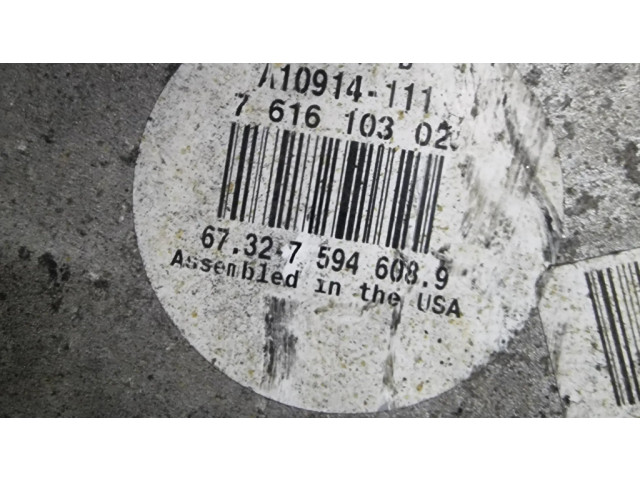 A10914-111
7 616 103 02
67.32-7 594 608.9
Assembled in the USA